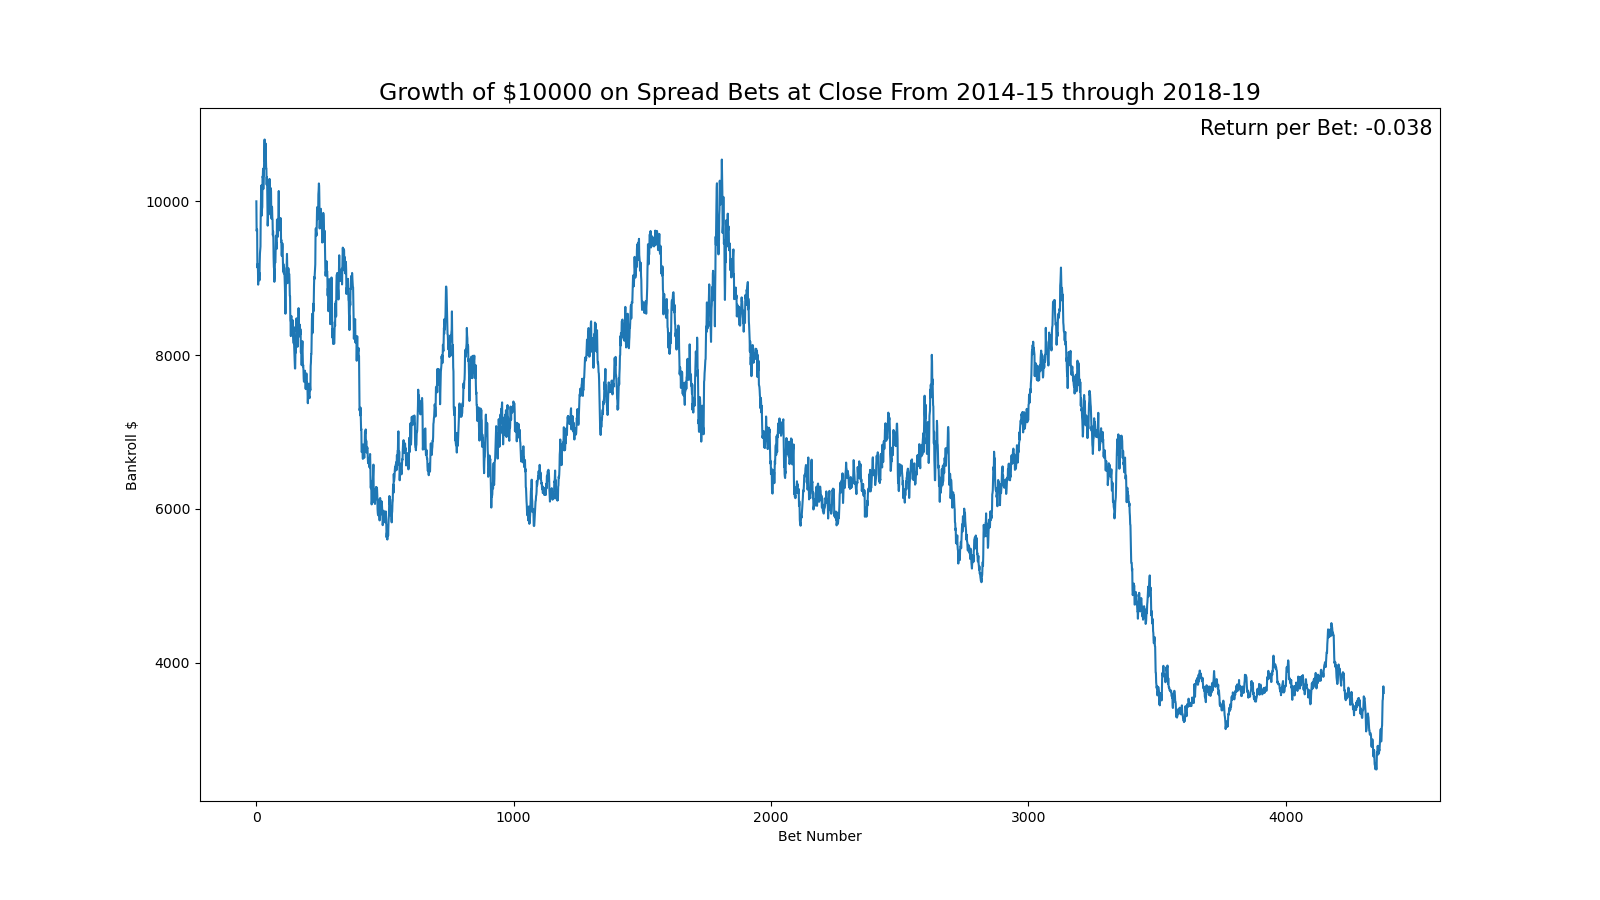 Growth of $10000 on Spread Bets at Close From 2014-15 through 2018-19
Return per Bet: -0.038
10000
8000
6000
4000
Bankroll $
0
1000
2000
3000
4000
Bet Number